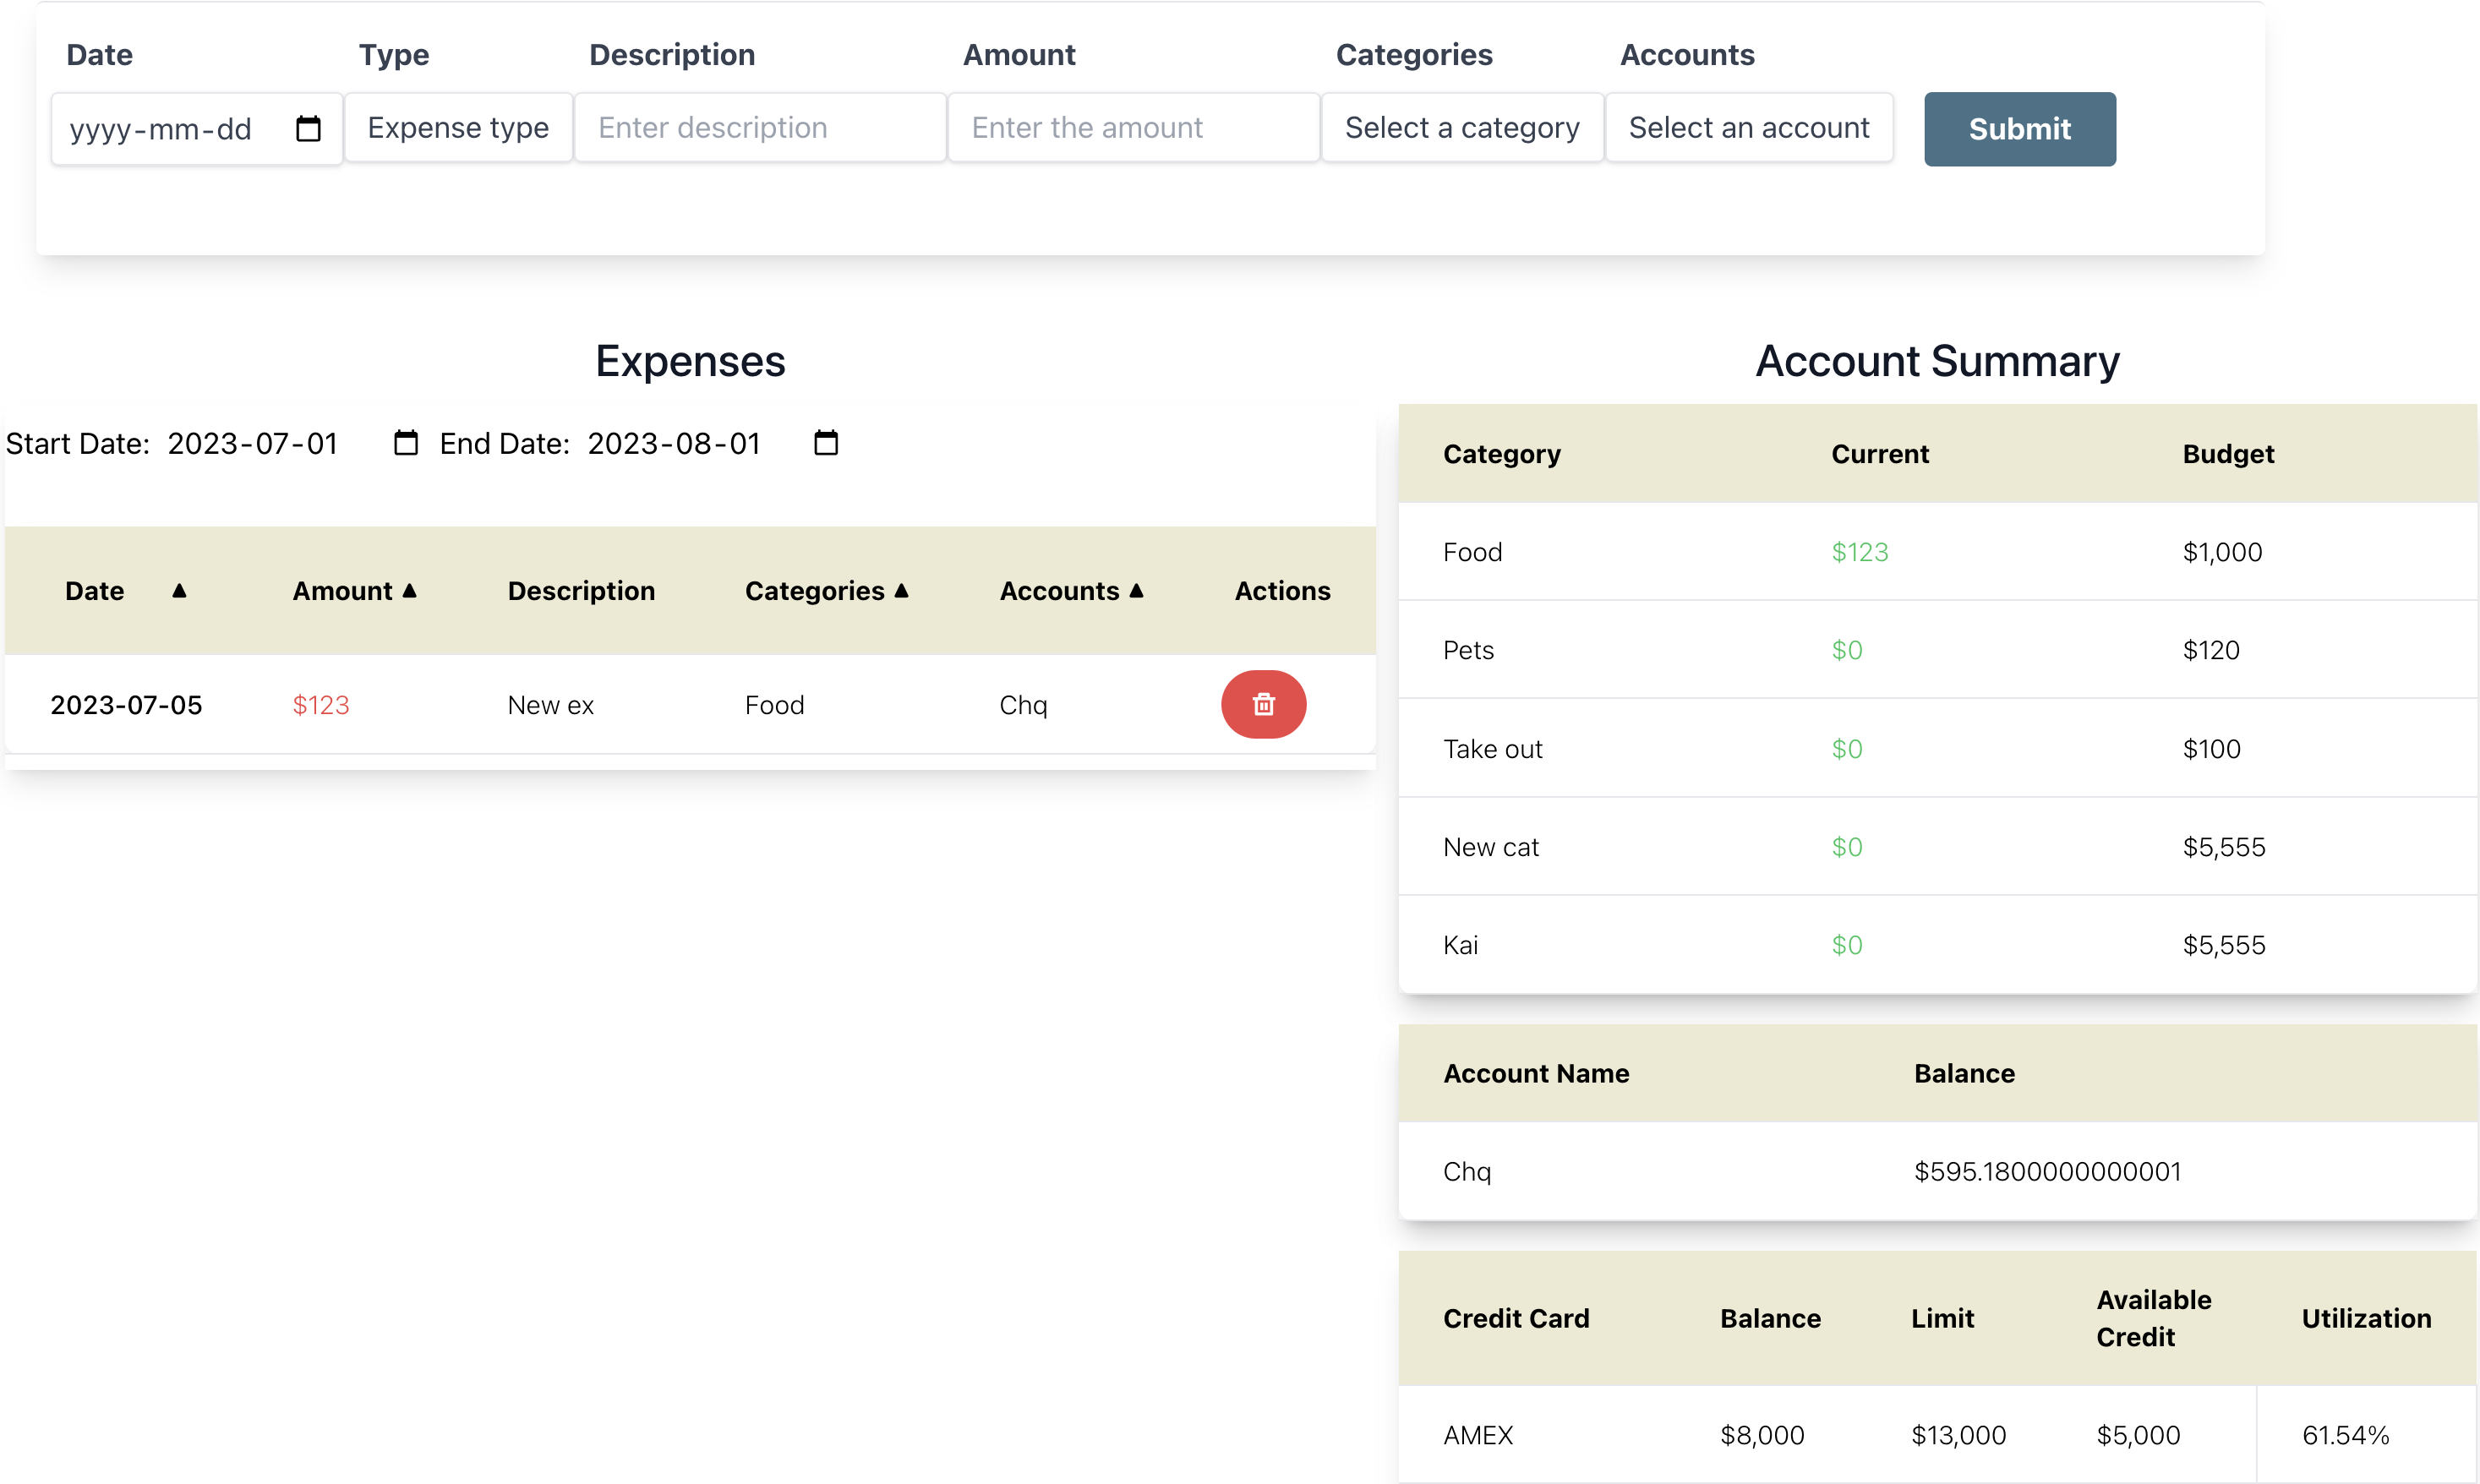 Date Type Description Amount Categories Accounts
yyyy-mm-dd Expense type Enter description Enter the amount Select a category Select an account Submit
Expenses
Start Date: 2023-07-01 End Date: 2023-08-01
Date ▲ Amount ▲ Description Categories ▲ Accounts ▲ Actions
2023-07-05 $123 New ex Food Chq
Account Summary
Category Current Budget
Food $123 $1,000
Pets $0 $120
Take out $0 $100
New cat $0 $5,555
Kai $0 $5,555
Account Name Balance
Chq $595.1800000000001
Credit Card Balance Limit Available Credit Utilization
AMEX $8,000 $13,000 $5,000 61.54%